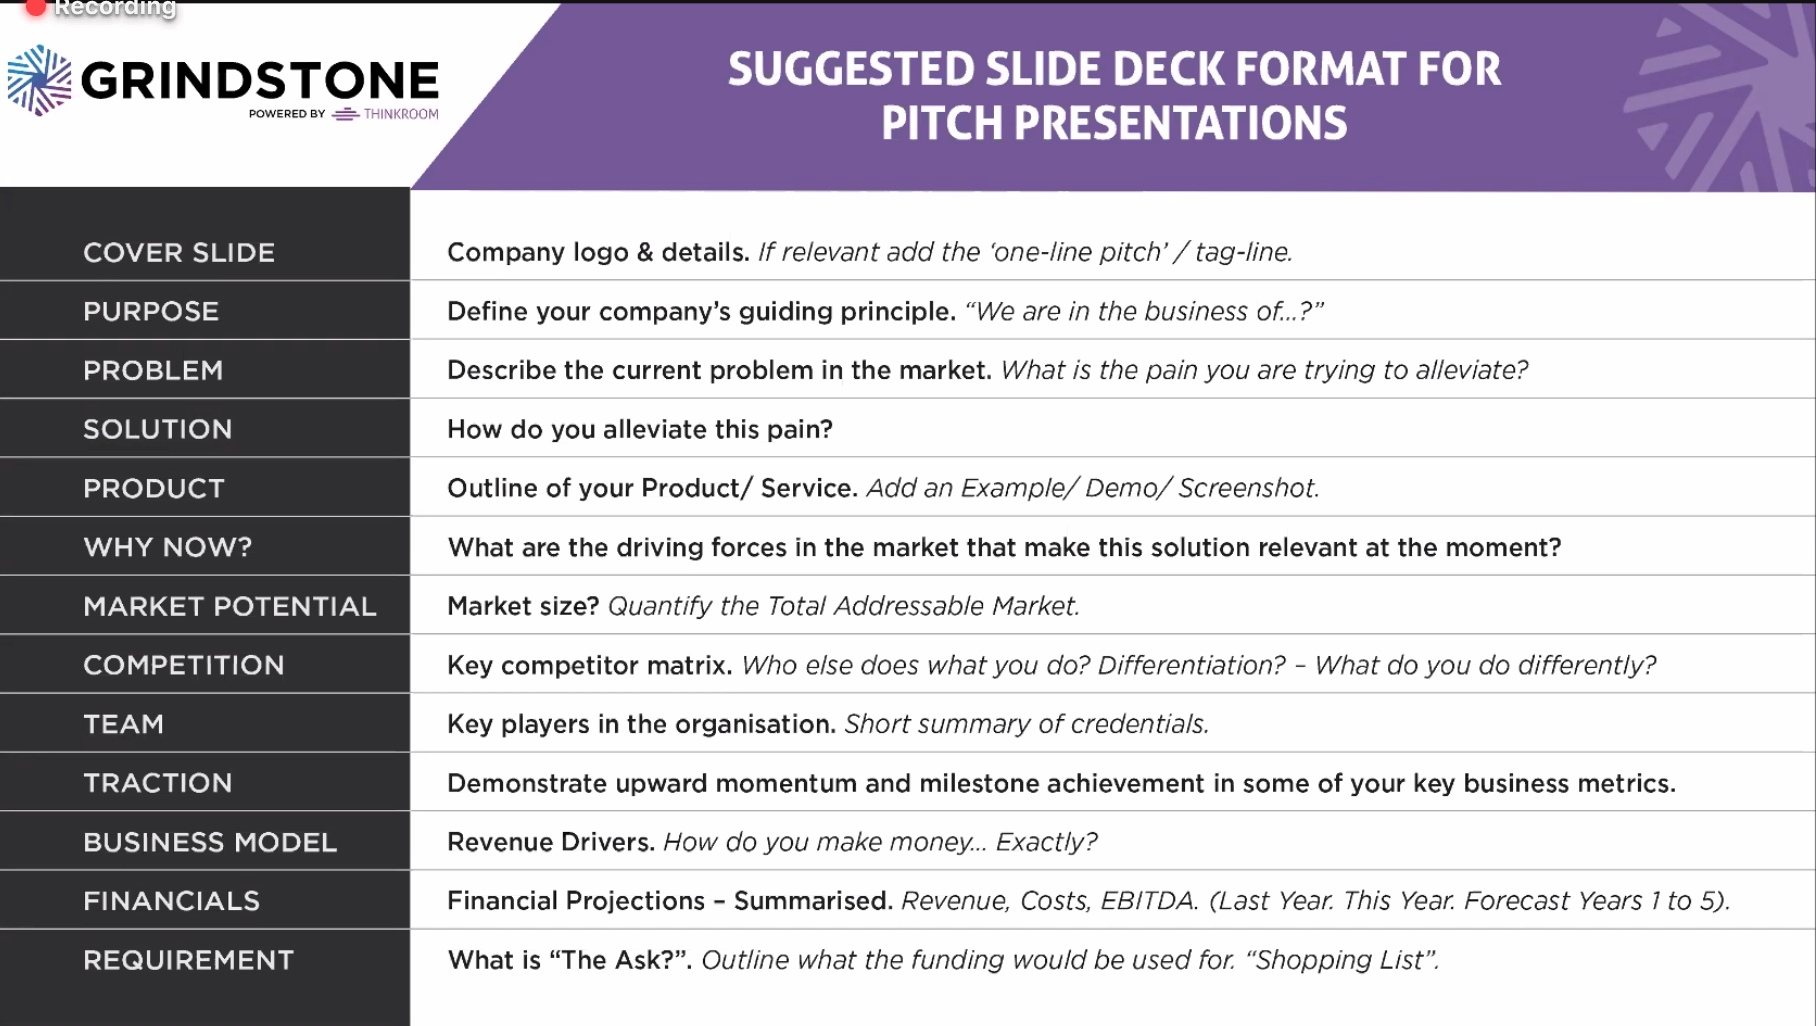 Recording
GRINDSTONE
POWERED BY THINKROOM
SUGGESTED SLIDE DECK FORMAT FOR
PITCH PRESENTATIONS
COVER SLIDE Company logo & details. If relevant add the ‘one-line pitch’ / tag-line.
PURPOSE Define your company’s guiding principle. “We are in the business of...?”
PROBLEM Describe the current problem in the market. What is the pain you are trying to alleviate?
SOLUTION How do you alleviate this pain?
PRODUCT Outline of your Product/ Service. Add an Example/ Demo/ Screenshot.
WHY NOW? What are the driving forces in the market that make this solution relevant at the moment?
MARKET POTENTIAL Market size? Quantify the Total Addressable Market.
COMPETITION Key competitor matrix. Who else does what you do? Differentiation? – What do you do differently?
TEAM Key players in the organisation. Short summary of credentials.
TRACTION Demonstrate upward momentum and milestone achievement in some of your key business metrics.
BUSINESS MODEL Revenue Drivers. How do you make money... Exactly?
FINANCIALS Financial Projections – Summarised. Revenue, Costs, EBITDA. (Last Year. This Year. Forecast Years 1 to 5).
REQUIREMENT What is “The Ask?”. Outline what the funding would be used for. “Shopping List”.